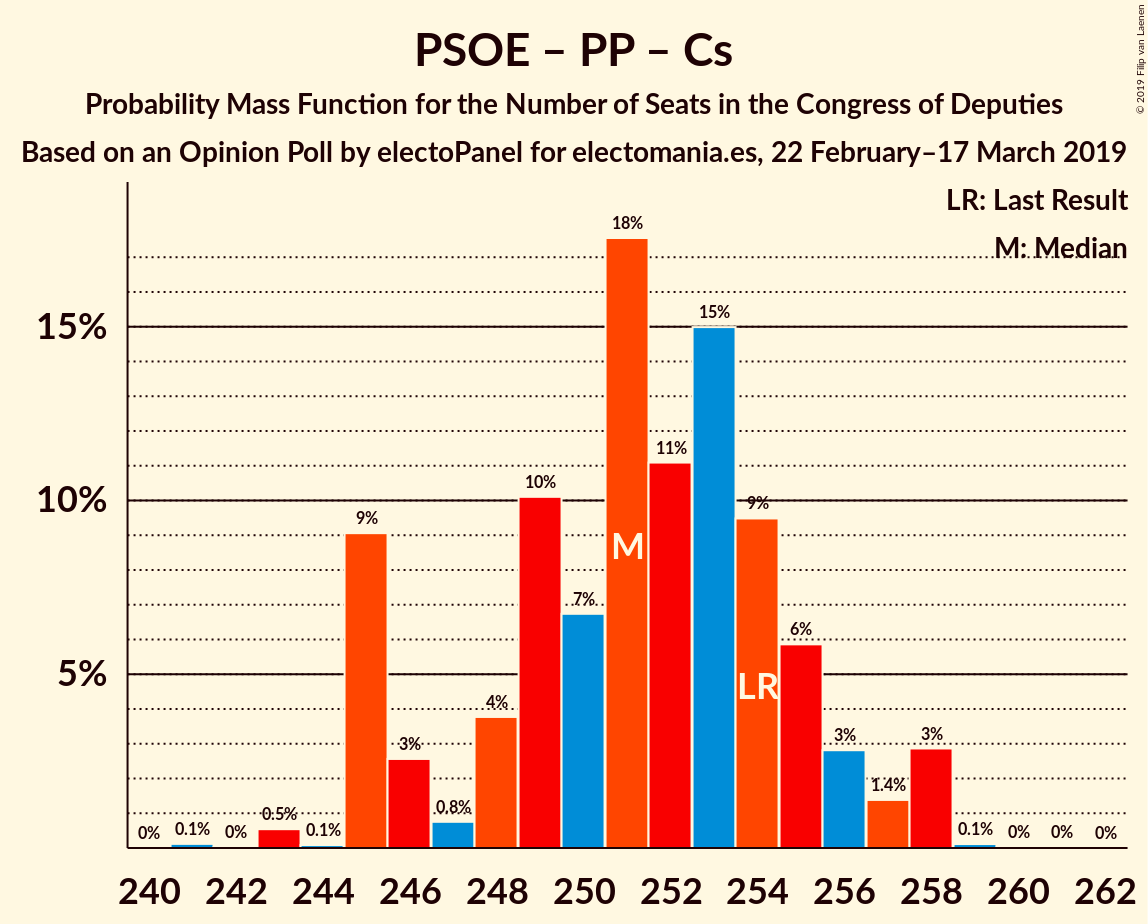 © 2019 Filip van Laenen
PSOE – PP – Cs
Probability Mass Function for the Number of Seats in the Congress of Deputies
Based on an Opinion Poll by electoPanel for electomania.es, 22 February–17 March 2019
LR: Last Result
M: Median
15%
10%
5%
0%
0.1%
0%
0.5%
0.1%
9%
3%
0.8%
4%
10%
7%
18%
11%
15%
9%
6%
3%
1.4%
3%
0.1%
0%
0%
0%
M
LR
240 242 244 246 248 250 252 254 256 258 260 262